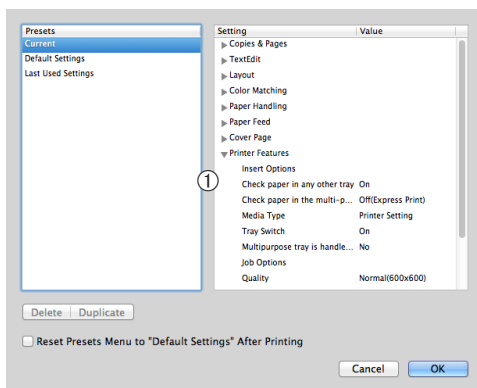 Presets
Current
Default Settings
Last Used Settings
Setting Value
Copies & Pages
TextEdit
Layout
Color Matching
Paper Handling
Paper Feed
Cover Page
Printer Features
Insert Options
①
Check paper in any other tray On
Check paper in the multi-p... Off(Express Print)
Media Type Printer Setting
Tray Switch On
Multipurpose tray is handle... No
Job Options
Quality Normal(600x600)
Delete Duplicate
Reset Presets Menu to "Default Settings" After Printing
Cancel OK